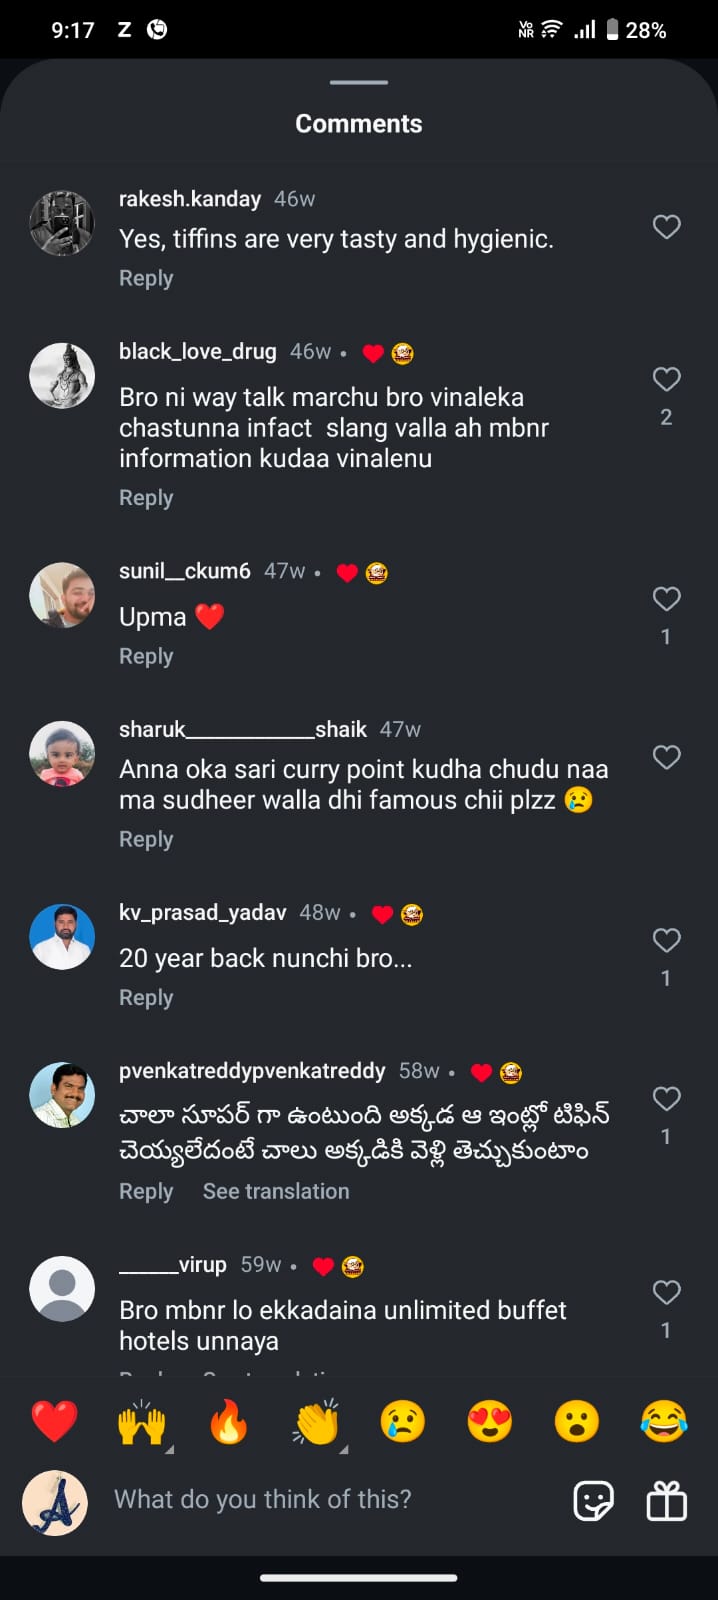 9:17 Z VoNR 28%
Comments
rakesh.kanday 46w
Yes, tiffins are very tasty and hygienic.
Reply
black_love_drug 46w •
Bro ni way talk marchu bro vinaleka
chastunna infact slang valla ah mbnr
information kudaa vinalenu
2
Reply
sunil__ckum6 47w •
Upma ❤️
1
Reply
sharuk____________shaik 47w
Anna oka sari curry point kudha chudu naa
ma sudheer walla dhi famous chii plzz 😢
Reply
kv_prasad_yadav 48w •
20 year back nunchi bro...
1
Reply
pvenkatreddypvenkatreddy 58w •
చాలా సూపర్ గా ఉంటుంది అక్కడ ఆ ఇంట్లో టిఫిన్
చెయ్యలేదంటే చాలు అక్కడికి వెళ్లి తెచ్చుకుంటాం
1
Reply See translation
______virup 59w •
Bro mbnr lo ekkadaina unlimited buffet
hotels unnaya
1
What do you think of this?